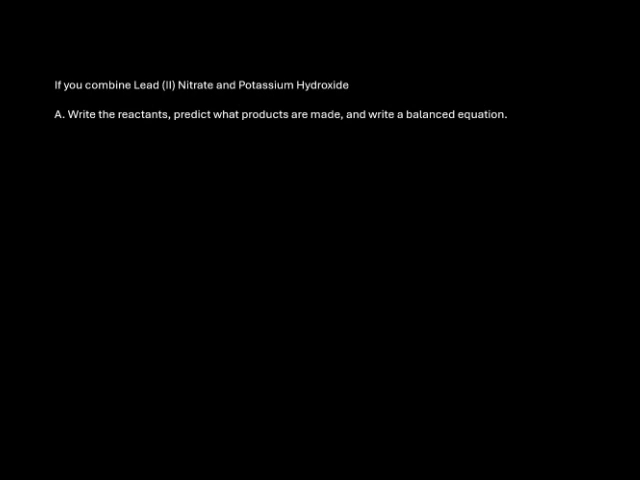 If you combine Lead (II) Nitrate and Potassium Hydroxide
A. Write the reactants, predict what products are made, and write a balanced equation.